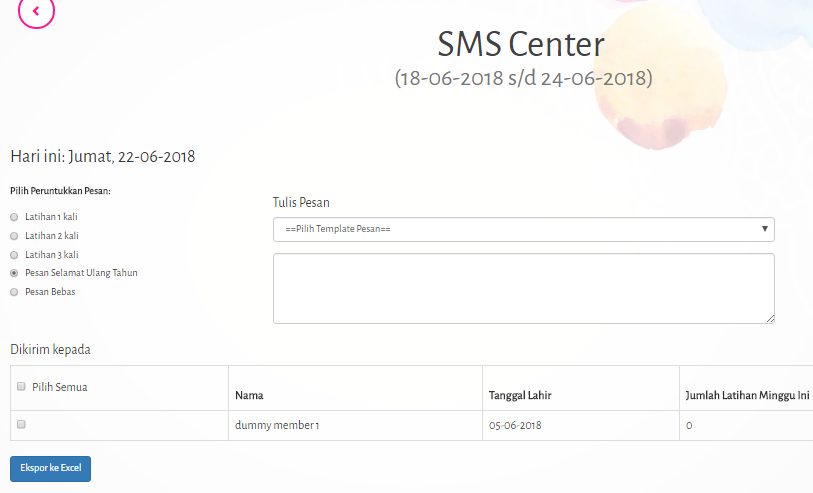 SMS Center
(18-06-2018 s/d 24-06-2018)
Hari ini: Jumat, 22-06-2018
Pilih Peruntukkan Pesan:
Latihan 1 kali
Latihan 2 kali
Latihan 3 kali
Pesan Selamat Ulang Tahun
Pesan Bebas
Tulis Pesan
==Pilih Template Pesan==
Dikirim kepada
Pilih Semua Nama Tanggal Lahir Jumlah Latihan Minggu Ini
dummy member 1 05-06-2018 0
Ekspor ke Excel